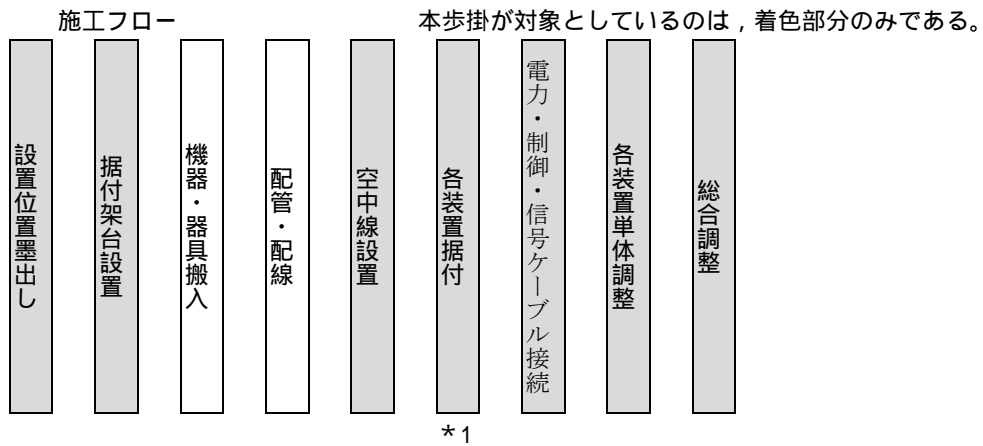 施工フロー
本歩掛が対象としているのは，着色部分のみである。
設置位置墨出し
据付架台設置
機器・器具搬入
配管・配線
空中線設置
各装置据付
電力・制御・信号ケーブル接続
各装置単体調整
総合調整
＊1